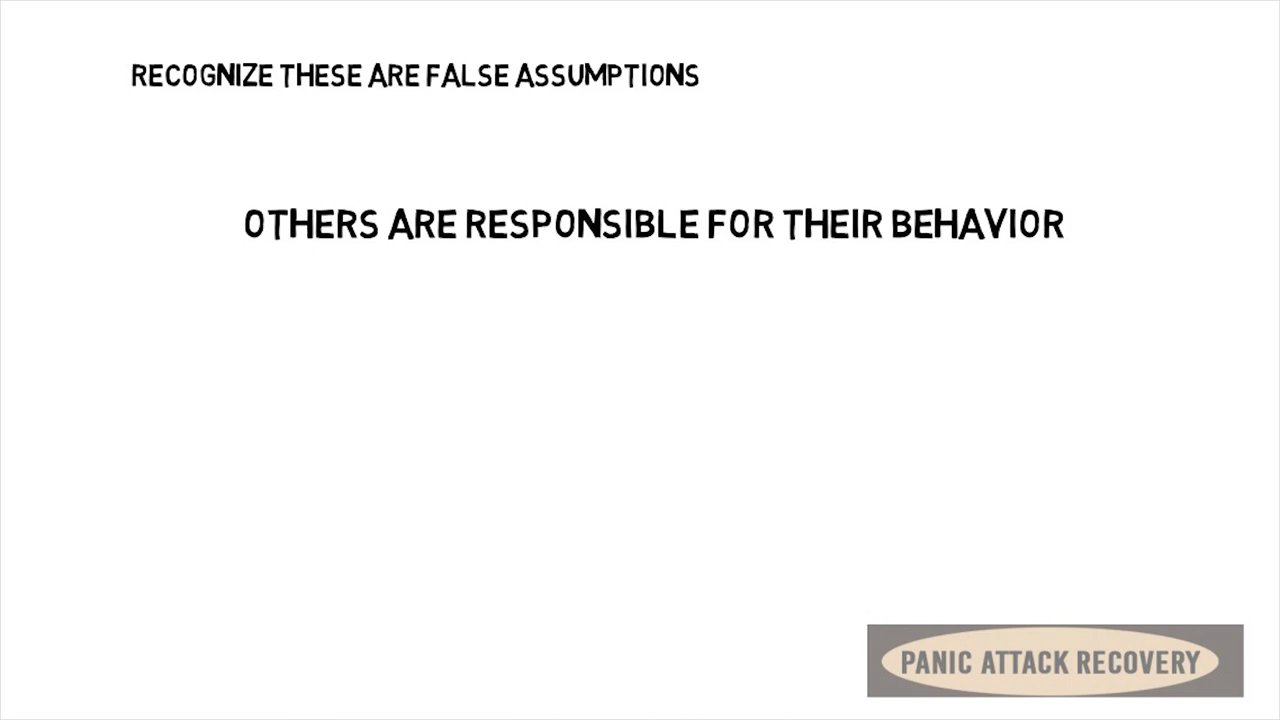 RECOGNIZE THESE ARE FALSE ASSUMPTIONS
OTHERS ARE RESPONSIBLE FOR THEIR BEHAVIOR
PANIC ATTACK RECOVERY